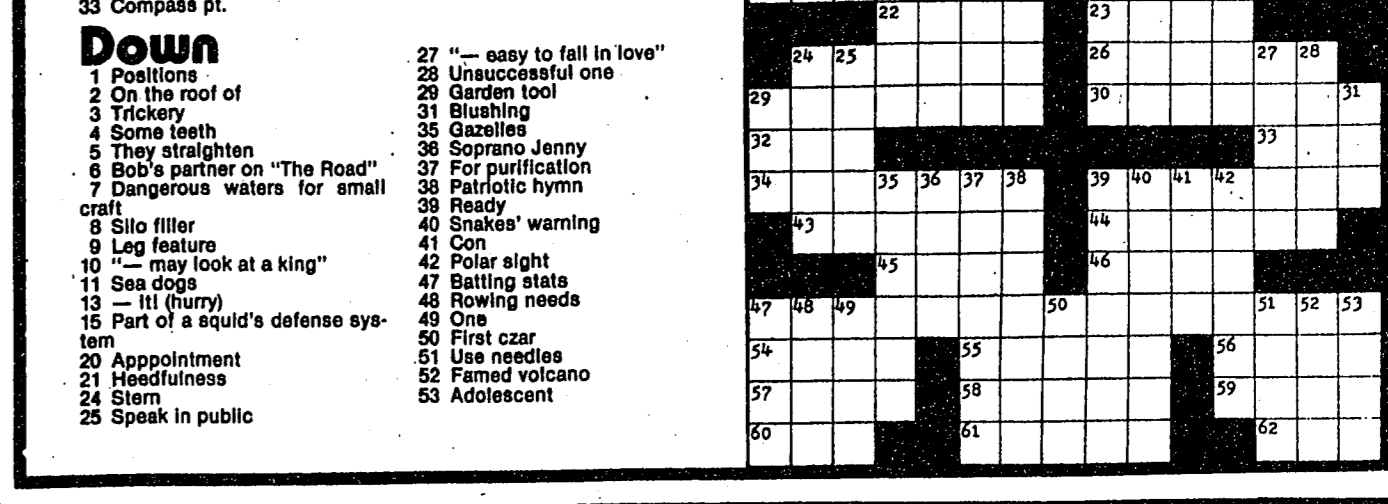 33 Compass pt.
Down
1 Positions
2 On the roof of
3 Trickery
4 Some teeth
5 They straighten
6 Bob's partner on "The Road"
7 Dangerous waters for small
craft
8 Silo filler
9 Leg feature
10 "— may look at a king"
11 Sea dogs
13 — it! (hurry)
15 Part of a squid's defense sys-
tem
20 Apppointment
21 Heedfulness
24 Stern
25 Speak in public
27 "— easy to fall in love"
28 Unsuccessful one
29 Garden tool
31 Blushing
35 Gazelles
36 Soprano Jenny
37 For purification
38 Patriotic hymn
39 Ready
40 Snakes' warning
41 Con
42 Polar sight
47 Batting stats
48 Rowing needs
49 One
50 First czar
51 Use needles
52 Famed volcano
53 Adolescent
22 23
24 25 26 27 28
29 30 31
32 33
34 35 36 37 38 39 40 41 42
43 44
45 46
47 48 49 50 51 52 53
54 55 56
57 58 59
60 61 62